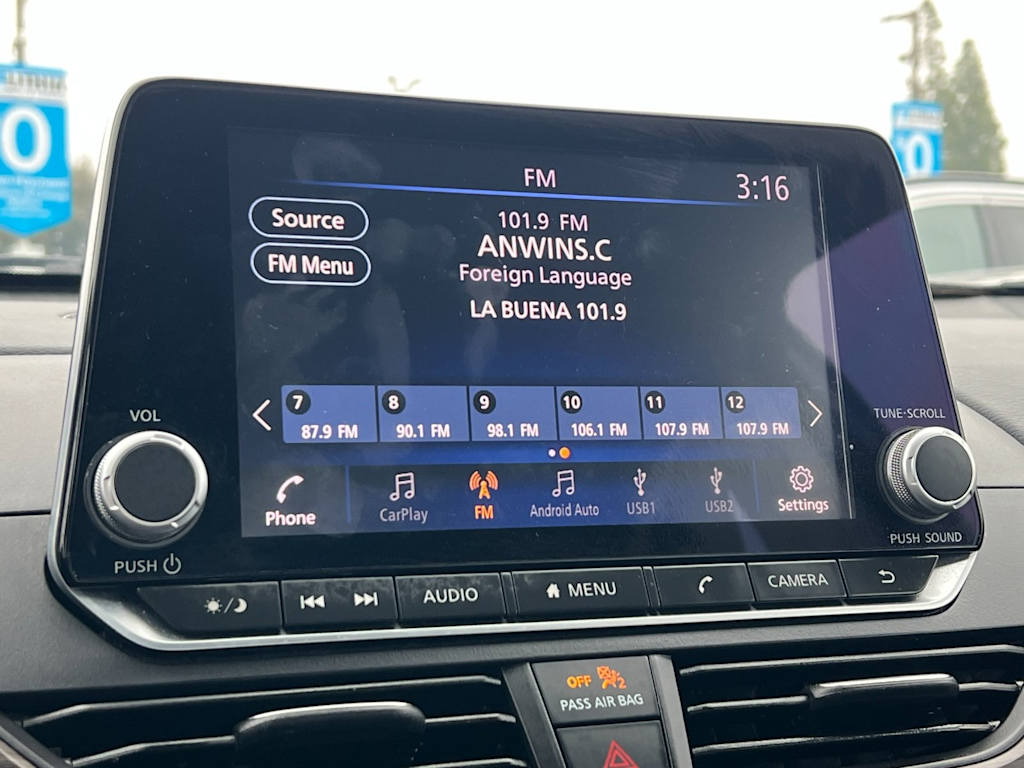 0
0
FM
3:16
Source
FM Menu
101.9 FM
ANWINS.C
Foreign Language
LA BUENA 101.9
7
8
9
10
11
12
87.9 FM
90.1 FM
98.1 FM
106.1 FM
107.9 FM
107.9 FM
Phone
CarPlay
FM
Android Auto
USB1
USB2
Settings
VOL
PUSH
TUNE·SCROLL
PUSH SOUND
AUDIO
MENU
CAMERA
OFF 2
PASS AIR BAG